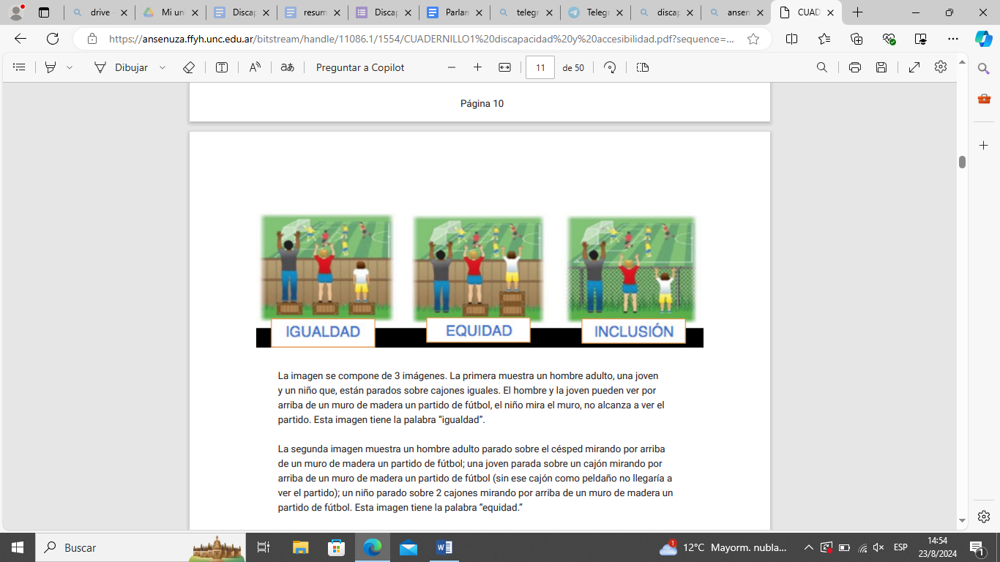 drive
Mi uni
Discap
resum
Discap
Parlan
telegr
Telegr
discap
ansen
CUAD
https://ansenuza.ffyh.unc.edu.ar/bitstream/handle/11086.1/1554/CUADERNILLO1%20discapacidad%20y%20accesibilidad.pdf?sequence=...
Dibujar
Preguntar a Copilot
11
de 50
Página 10
IGUALDAD
EQUIDAD
INCLUSIÓN
La imagen se compone de 3 imágenes. La primera muestra un hombre adulto, una joven
y un niño que, están parados sobre cajones iguales. El hombre y la joven pueden ver por
arriba de un muro de madera un partido de fútbol, el niño mira el muro, no alcanza a ver el
partido. Esta imagen tiene la palabra “igualdad”.
La segunda imagen muestra un hombre adulto parado sobre el césped mirando por arriba
de un muro de madera un partido de fútbol; una joven parada sobre un cajón mirando por
arriba de un muro de madera un partido de fútbol (sin ese cajón como peldaño no llegaría a
ver el partido); un niño parado sobre 2 cajones mirando por arriba de un muro de madera un
partido de fútbol. Esta imagen tiene la palabra “equidad.”
Buscar
1
12°C Mayorm. nubla...
ESP
14:54
23/8/2024
1